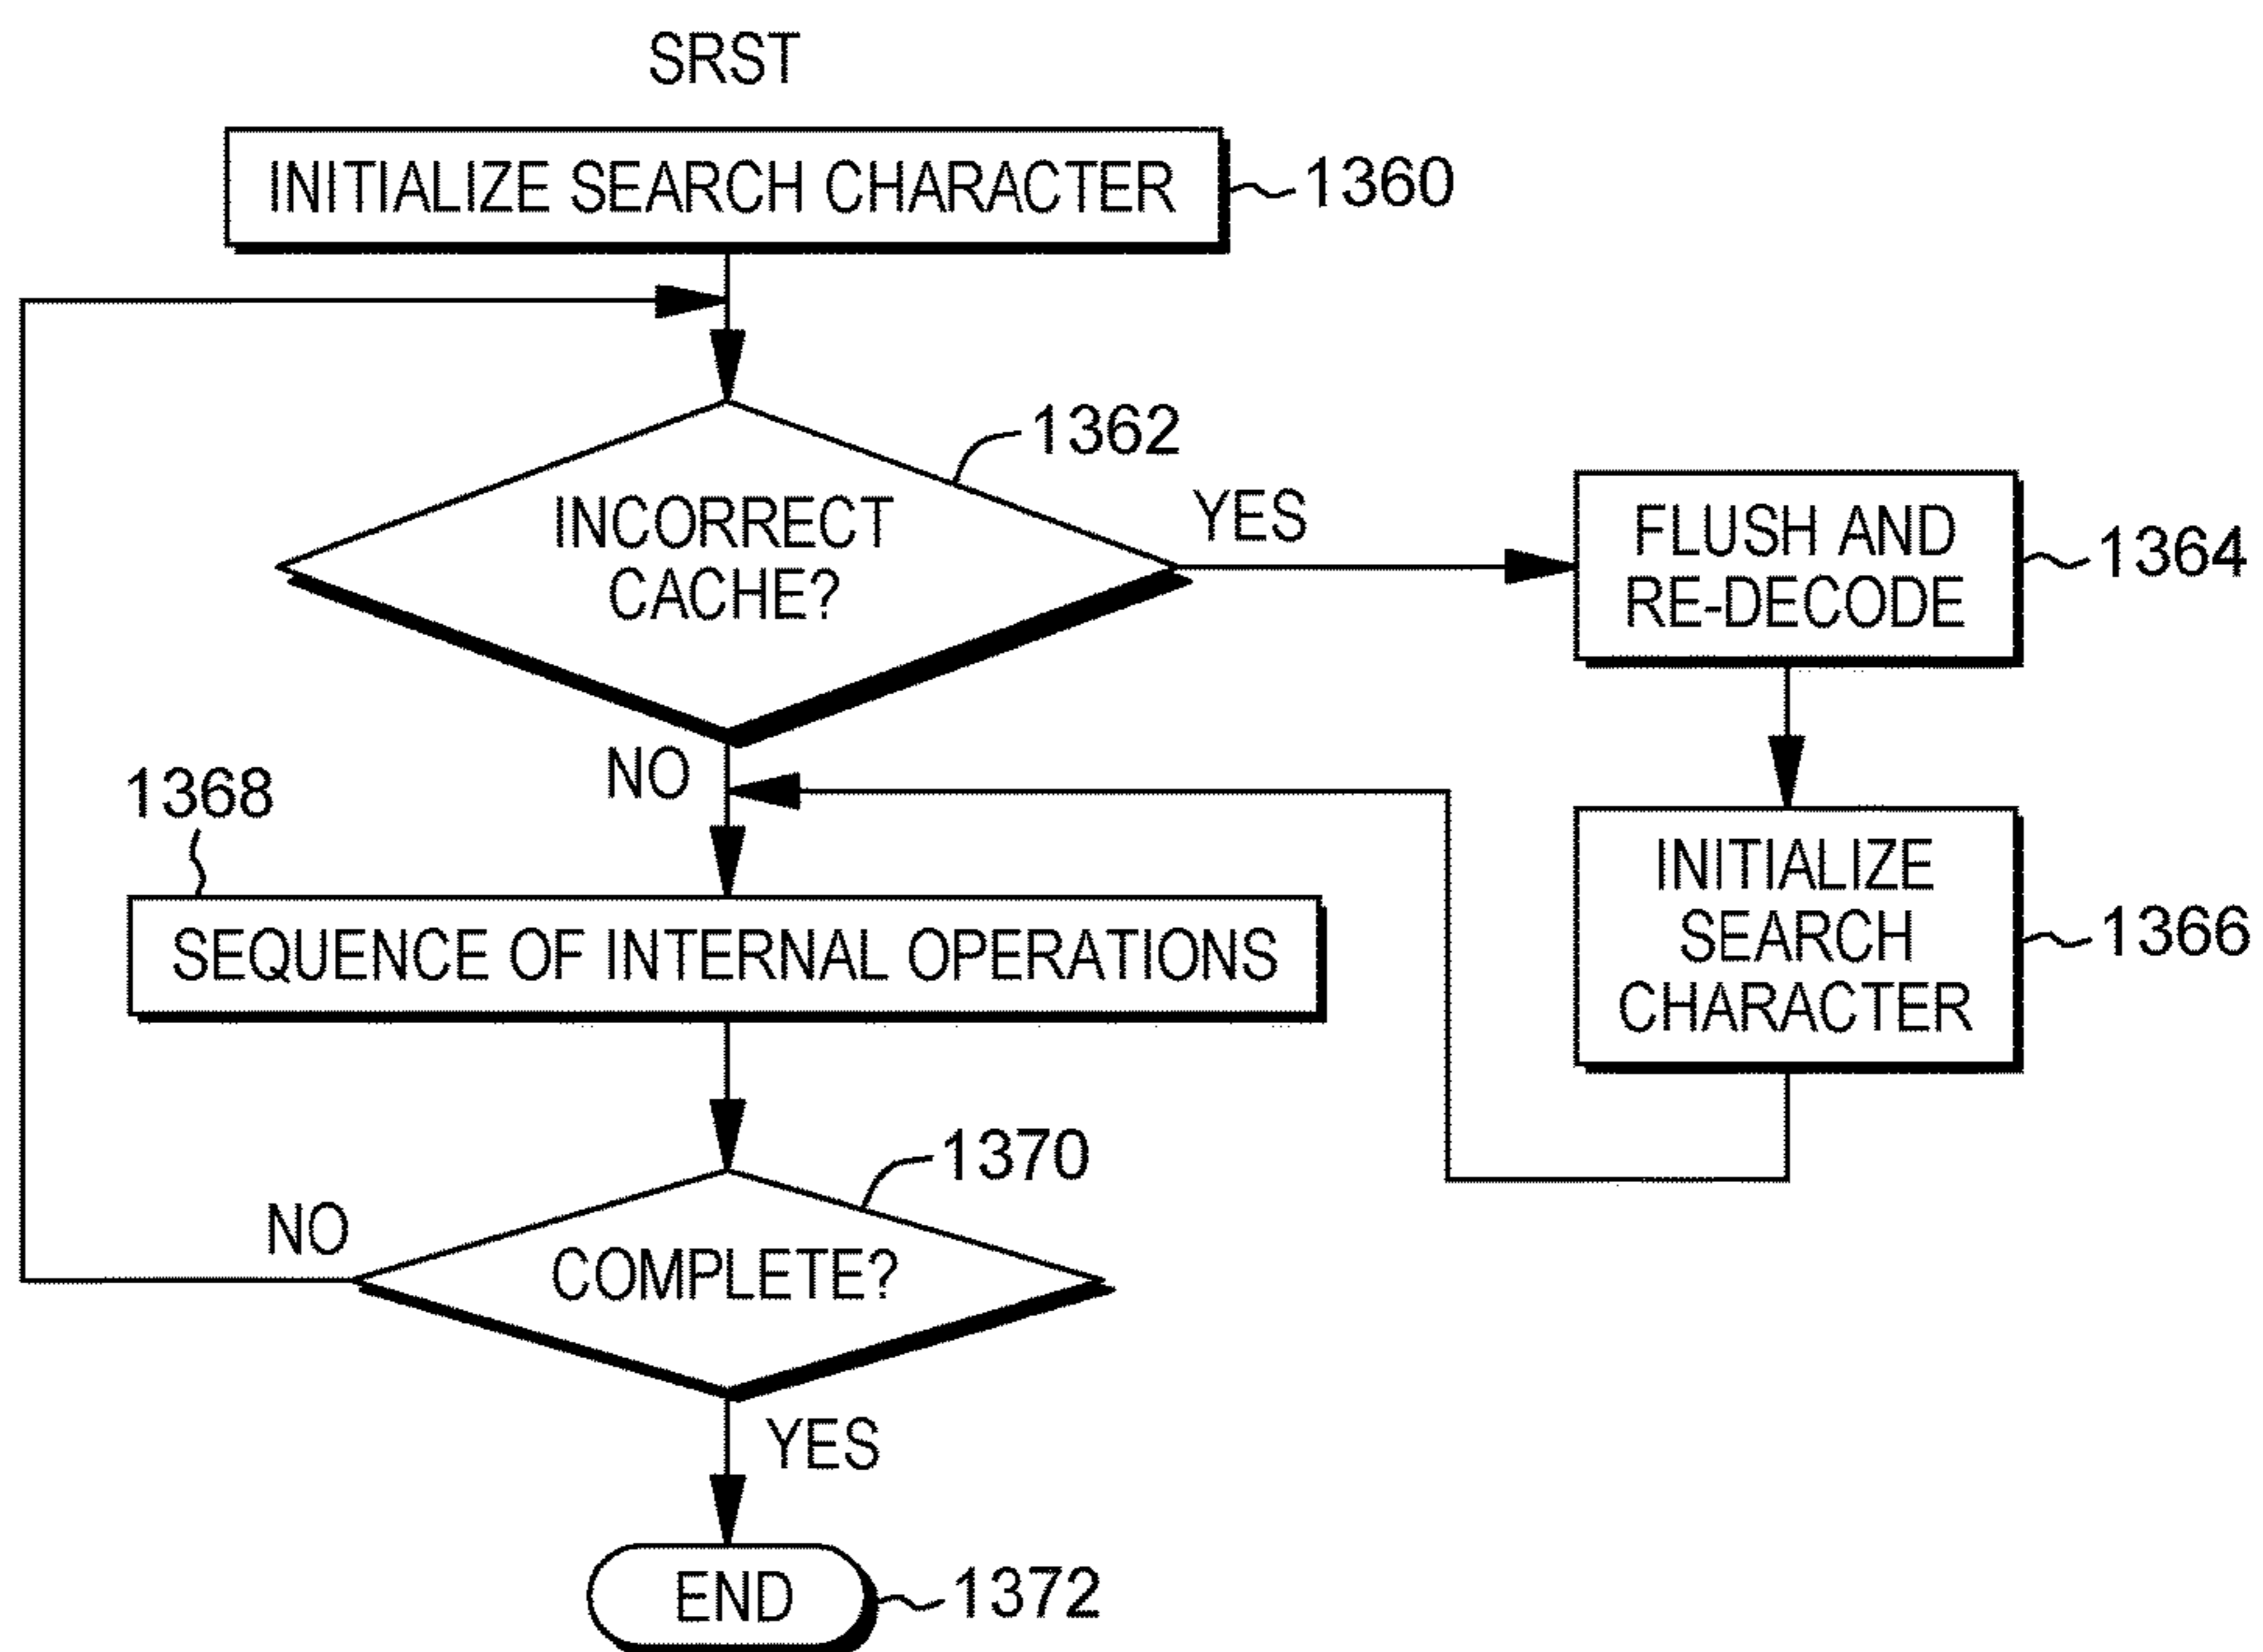 SRST
INITIALIZE SEARCH CHARACTER
1360
1362
INCORRECT
CACHE?
YES
FLUSH AND
RE-DECODE
1364
NO
1368
INITIALIZE
SEARCH
CHARACTER
1366
SEQUENCE OF INTERNAL OPERATIONS
1370
NO
COMPLETE?
YES
END
1372